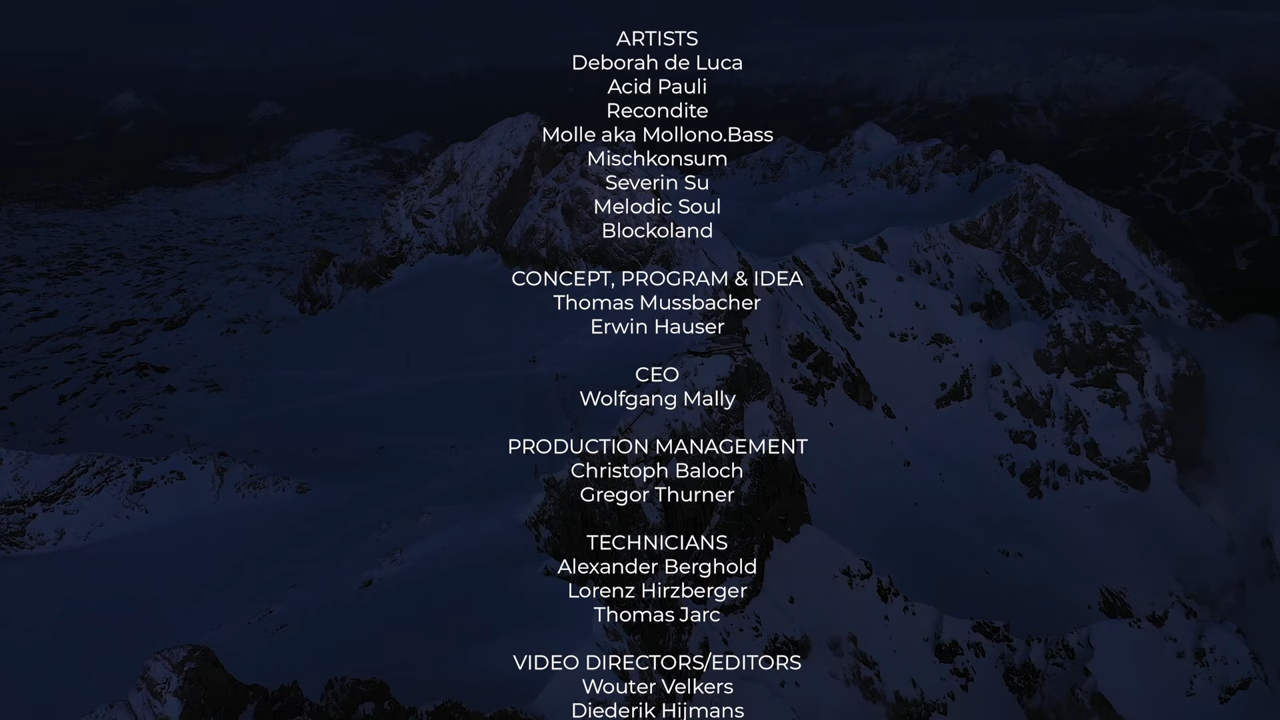 ARTISTS
Deborah de Luca
Acid Pauli
Recondite
Molle aka Mollono.Bass
Mischkonsum
Severin Su
Melodic Soul
Blockoland
CONCEPT, PROGRAM & IDEA
Thomas Mussbacher
Erwin Hauser
CEO
Wolfgang Mally
PRODUCTION MANAGEMENT
Christoph Baloch
Gregor Thurner
TECHNICIANS
Alexander Berghold
Lorenz Hirzberger
Thomas Jarc
VIDEO DIRECTORS/EDITORS
Wouter Velkers
Diederik Hijmans